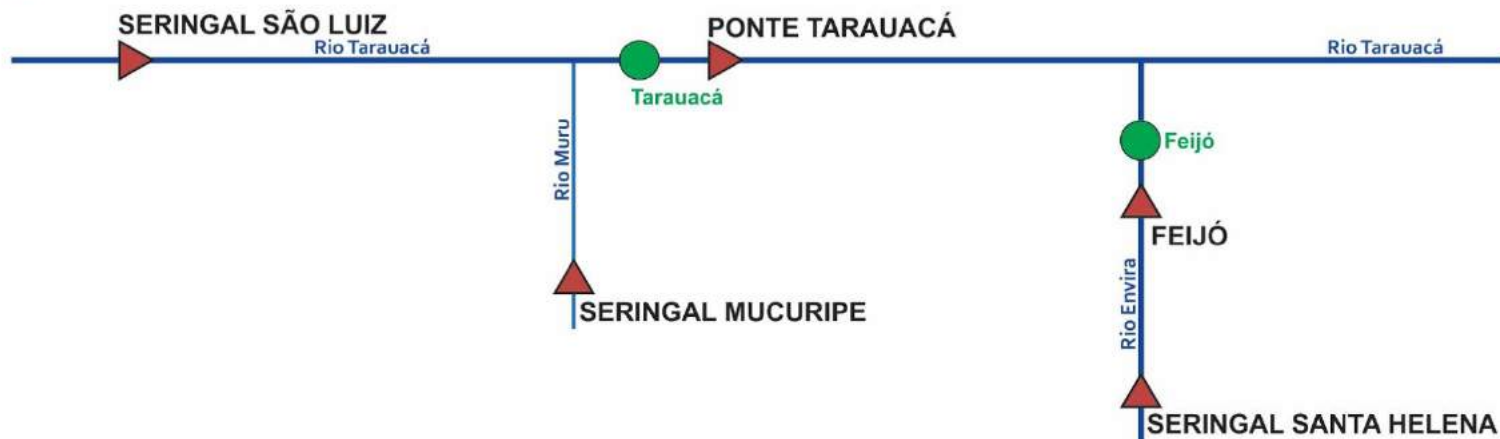 SERINGAL SÃO LUIZ
PONTE TARAUACÁ
Rio Tarauacá
Rio Tarauacá
Tarauacá
Rio Muru
Feijó
FEIJÓ
Rio Envira
SERINGAL MUCURIPE
SERINGAL SANTA HELENA